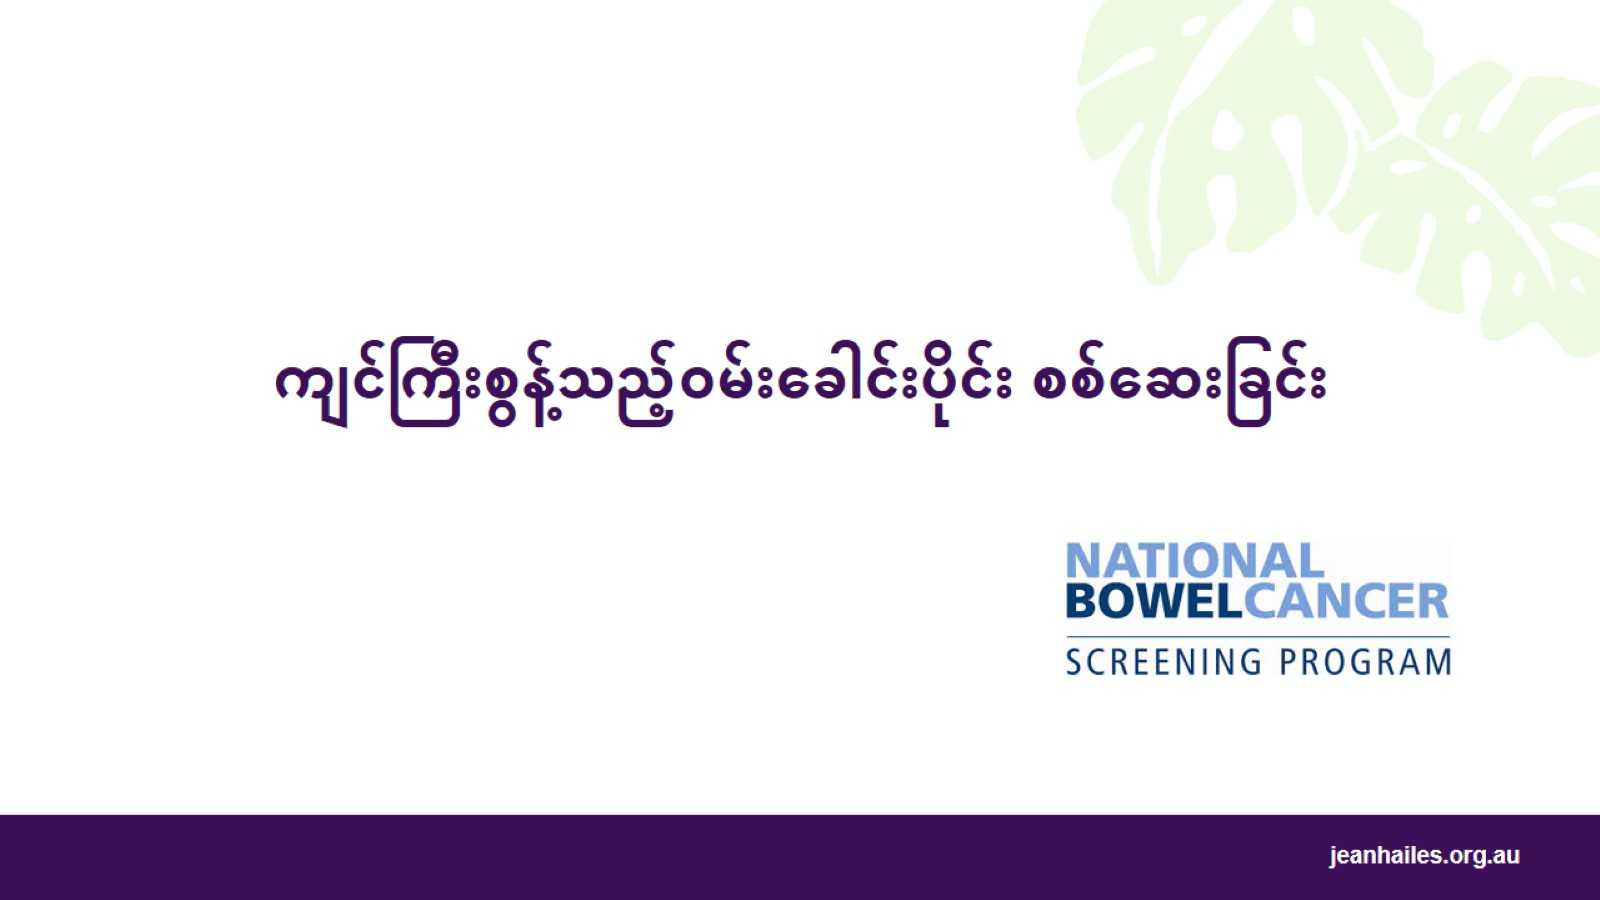 ကျင်ကြီးစွန့်သည့်ဝမ်းခေါင်းပိုင်း စစ်ဆေးခြင်း
NATIONAL
BOWELCANCER
SCREENING PROGRAM
jeanhailes.org.au